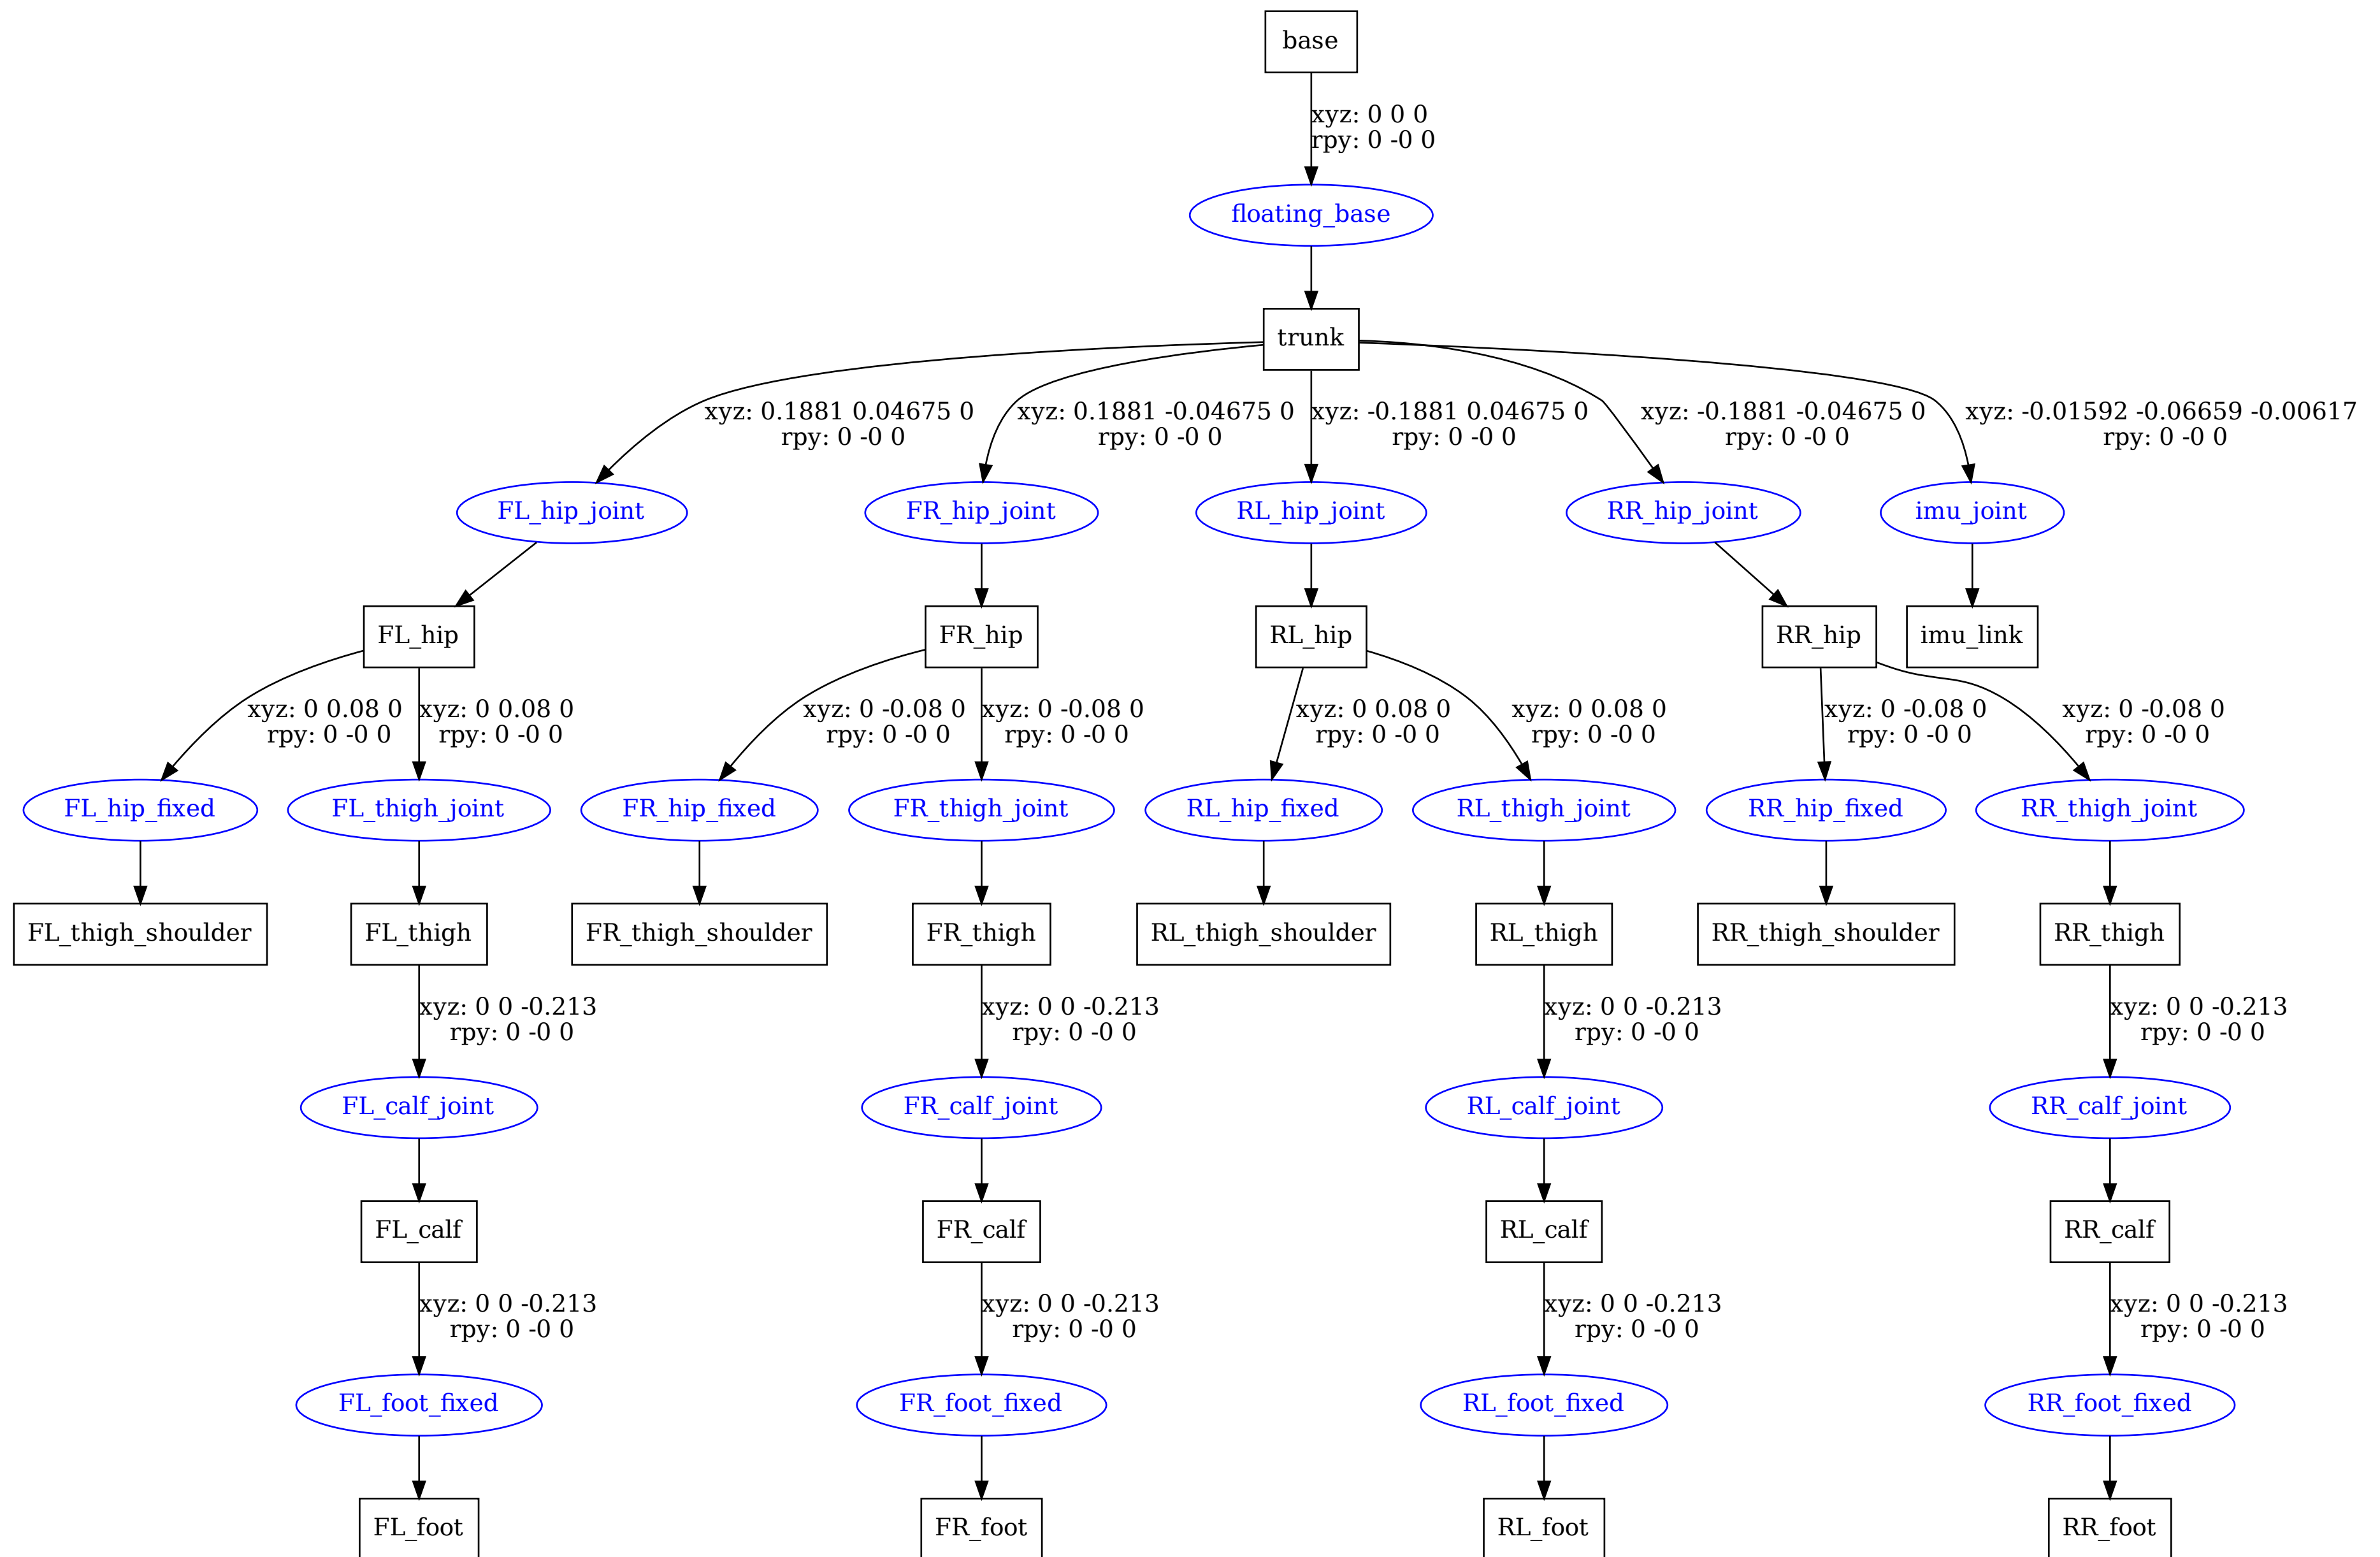 base
xyz: 0 0 0
rpy: 0 -0 0
floating_base
trunk
xyz: 0.1881 0.04675 0
rpy: 0 -0 0
xyz: 0.1881 -0.04675 0
rpy: 0 -0 0
xyz: -0.1881 0.04675 0
rpy: 0 -0 0
xyz: -0.1881 -0.04675 0
rpy: 0 -0 0
xyz: -0.01592 -0.06659 -0.00617
rpy: 0 -0 0
FL_hip_joint
FR_hip_joint
RL_hip_joint
RR_hip_joint
imu_joint
FL_hip
FR_hip
RL_hip
RR_hip
imu_link
xyz: 0 0.08 0
rpy: 0 -0 0
xyz: 0 0.08 0
rpy: 0 -0 0
xyz: 0 -0.08 0
rpy: 0 -0 0
xyz: 0 -0.08 0
rpy: 0 -0 0
xyz: 0 0.08 0
rpy: 0 -0 0
xyz: 0 0.08 0
rpy: 0 -0 0
xyz: 0 -0.08 0
rpy: 0 -0 0
xyz: 0 -0.08 0
rpy: 0 -0 0
FL_hip_fixed
FL_thigh_joint
FR_hip_fixed
FR_thigh_joint
RL_hip_fixed
RL_thigh_joint
RR_hip_fixed
RR_thigh_joint
FL_thigh_shoulder
FL_thigh
FR_thigh_shoulder
FR_thigh
RL_thigh_shoulder
RL_thigh
RR_thigh_shoulder
RR_thigh
xyz: 0 0 -0.213
rpy: 0 -0 0
xyz: 0 0 -0.213
rpy: 0 -0 0
xyz: 0 0 -0.213
rpy: 0 -0 0
xyz: 0 0 -0.213
rpy: 0 -0 0
FL_calf_joint
FR_calf_joint
RL_calf_joint
RR_calf_joint
FL_calf
FR_calf
RL_calf
RR_calf
xyz: 0 0 -0.213
rpy: 0 -0 0
xyz: 0 0 -0.213
rpy: 0 -0 0
xyz: 0 0 -0.213
rpy: 0 -0 0
xyz: 0 0 -0.213
rpy: 0 -0 0
FL_foot_fixed
FR_foot_fixed
RL_foot_fixed
RR_foot_fixed
FL_foot
FR_foot
RL_foot
RR_foot